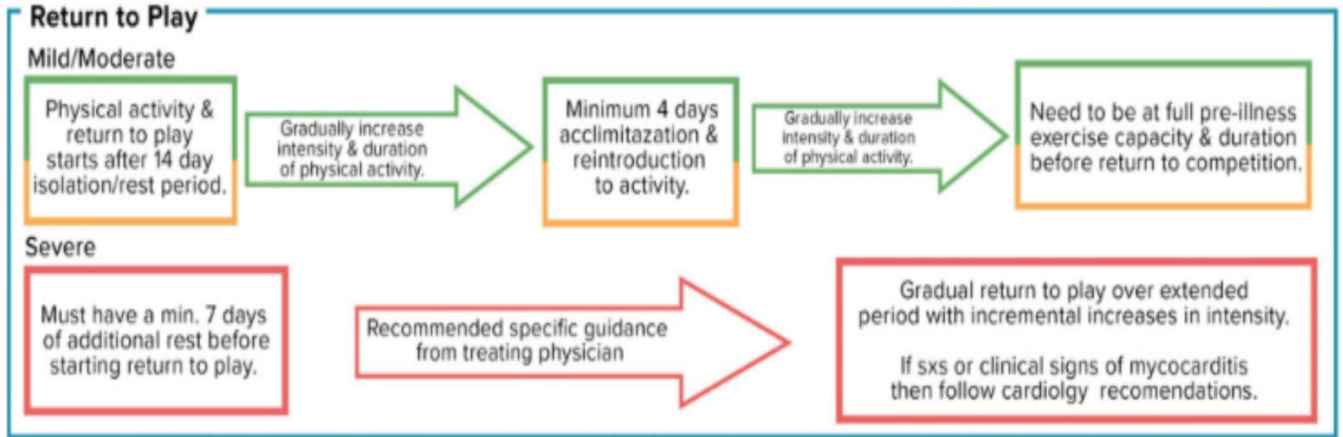 Return to Play
Mild/Moderate
Physical activity &
return to play
starts after 14 day
isolation/rest period.
Gradually increase
intensity & duration
of physical activity.
Minimum 4 days
acclimitazation &
reintroduction
to activity.
Gradually increase
intensity & duration
of physical activity.
Need to be at full pre-illness
exercise capacity & duration
before return to competition.
Severe
Must have a min. 7 days
of additional rest before
starting return to play.
Recommended specific guidance
from treating physician
Gradual return to play over extended
period with incremental increases in intensity.
If sxs or clinical signs of mycocarditis
then follow cardiolgy recomendations.